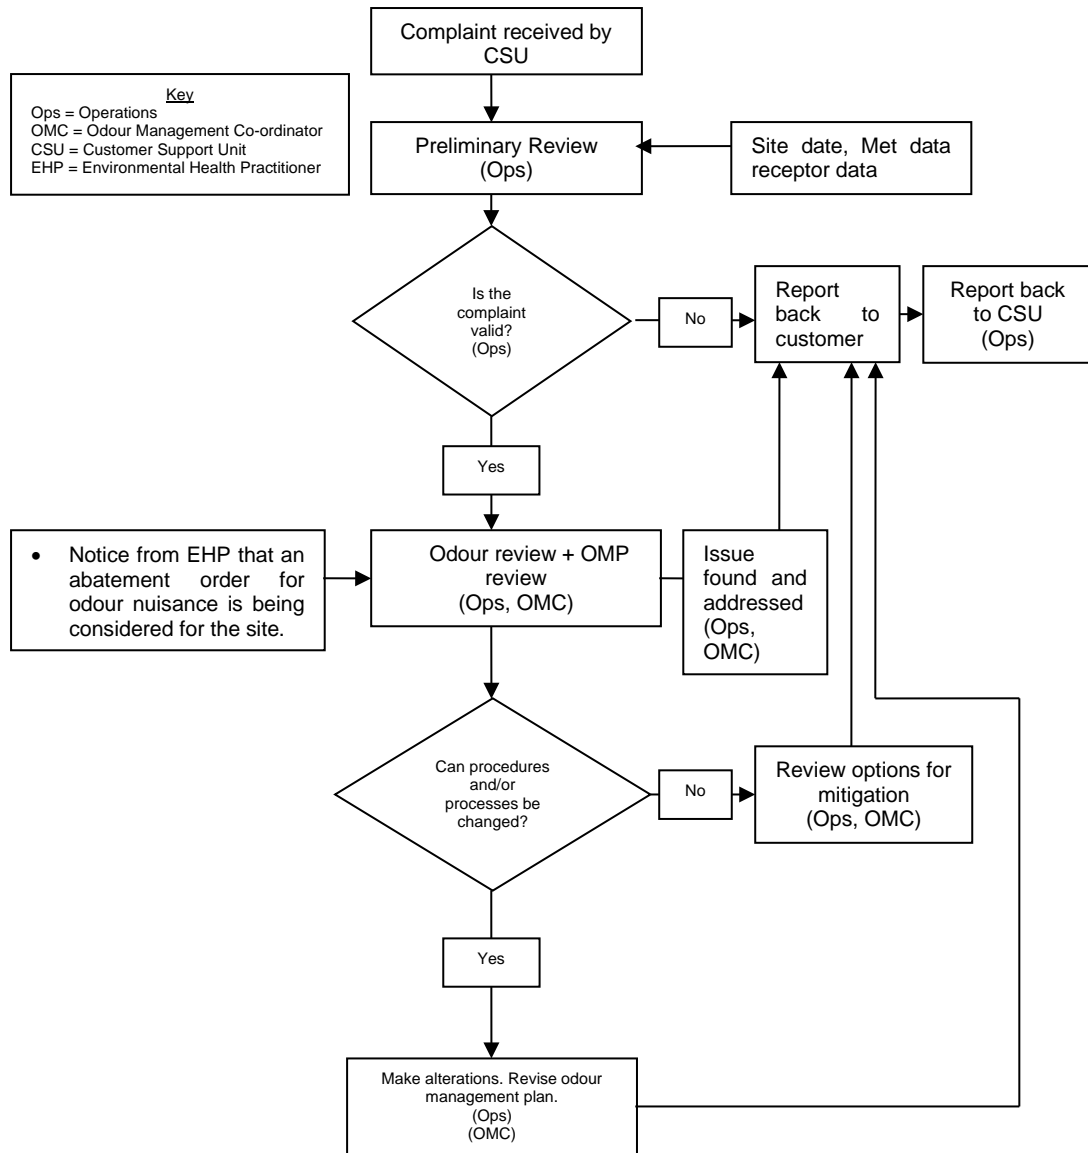 Complaint received by
CSU
Key
Ops = Operations
OMC = Odour Management Co-ordinator
CSU = Customer Support Unit
EHP = Environmental Health Practitioner
Preliminary Review
(Ops)
Site date, Met data
receptor data
Is the
complaint
valid?
(Ops)
No
Report
back to
customer
Report back
to CSU
(Ops)
Yes
• Notice from EHP that an
abatement order for
odour nuisance is being
considered for the site.
Odour review + OMP
review
(Ops, OMC)
Issue
found and
addressed
(Ops,
OMC)
Can procedures
and/or
processes be
changed?
No
Review options for
mitigation
(Ops, OMC)
Yes
Make alterations. Revise odour
management plan.
(Ops)
(OMC)